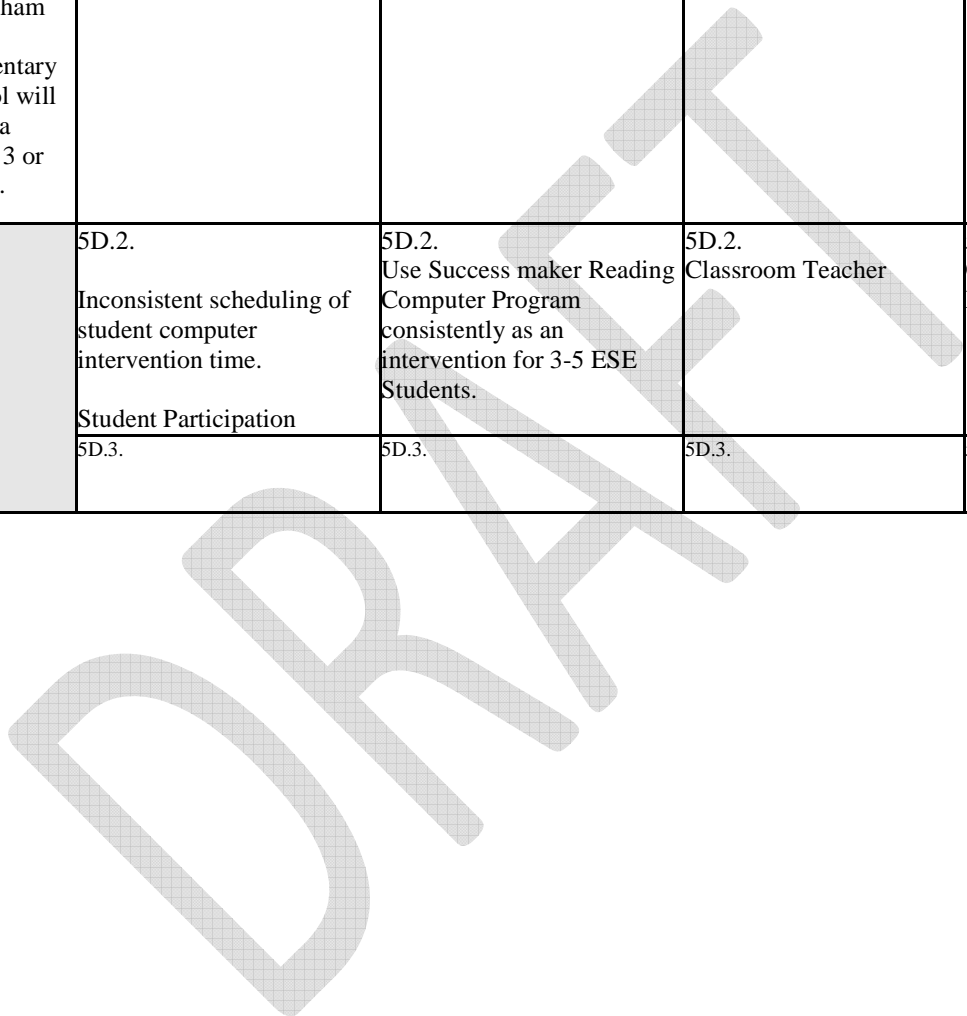 ham
entary
l will
a
3 or
.
5D.2.
Inconsistent scheduling of
student computer
intervention time.
Student Participation
5D.2.
Use Success maker Reading
Computer Program
consistently as an
intervention for 3-5 ESE
Students.
5D.2.
Classroom Teacher
5D.3.
5D.3.
5D.3.
DRAFT